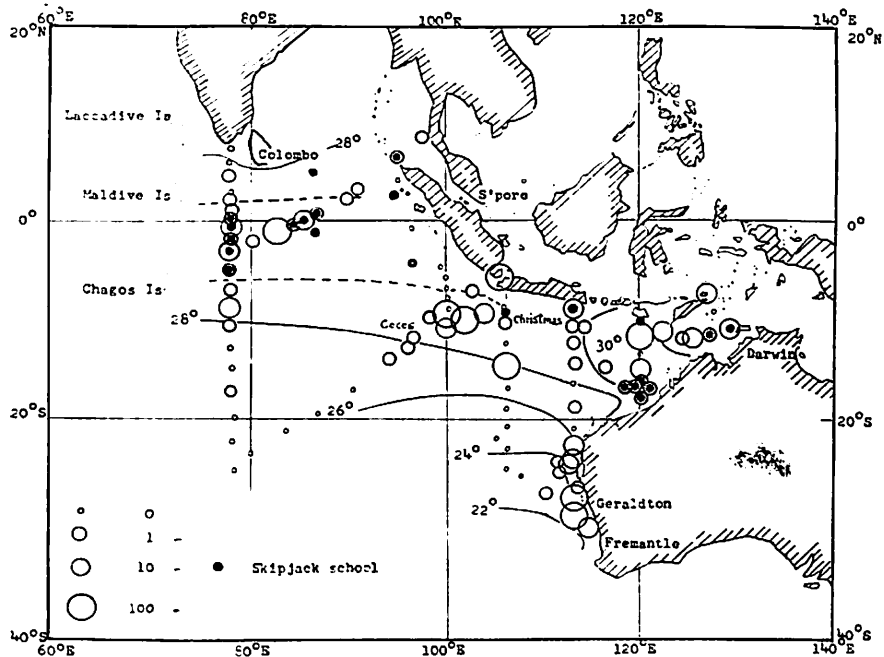 60°E 80°E 100°E 120°E 140°E
20°N 20°N
Laccadive Is
Colombo 28°
Maldive Is S'pore
0° 0°
Chagos Is
28° Cocos Christmas 30°
Darwin
26°
20°S 20°S
24°
22° Geraldton
Fremantle
0
1 -
10 - Skipjack school
100 -
40°S 40°S
60°E 80°E 100°E 120°E 140°E